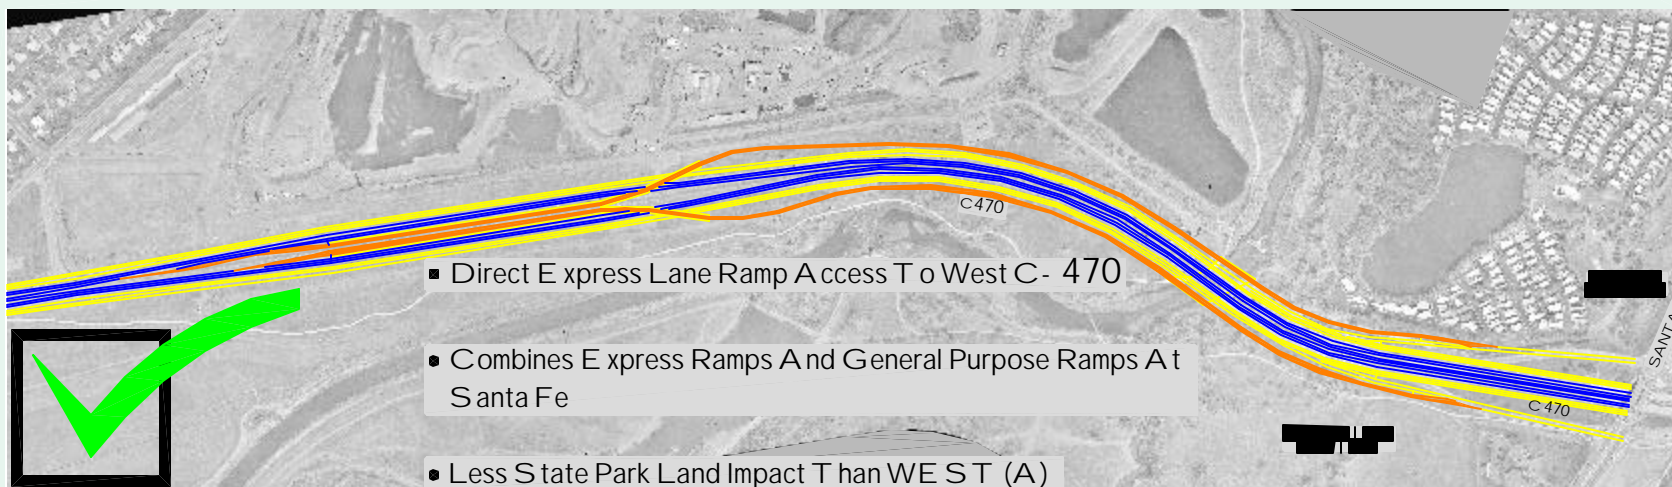 C470
• Direct Express Lane Ramp Access To West C-470
SANTA
• Combines Express Ramps And General Purpose Ramps At
Santa Fe
C470
• Less State Park Land Impact Than WEST (A)